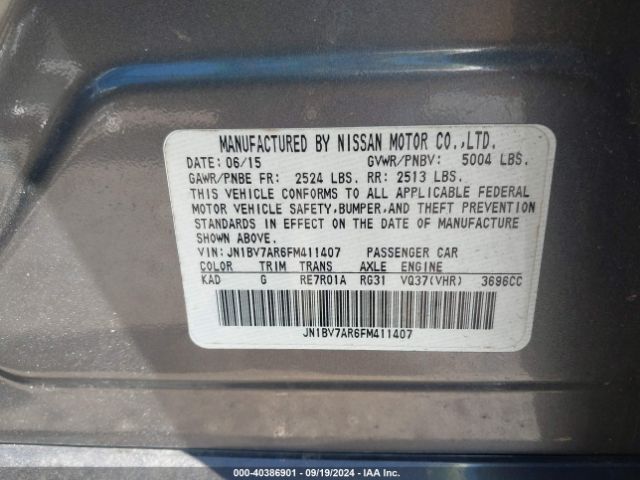 MANUFACTURED BY NISSAN MOTOR CO.,LTD.
DATE: 06/15 GVWR/PNBV: 5004 LBS.
GAWR/PNBE FR: 2524 LBS. RR: 2513 LBS.
THIS VEHICLE CONFORMS TO ALL APPLICABLE FEDERAL
MOTOR VEHICLE SAFETY,BUMPER,AND THEFT PREVENTION
STANDARDS IN EFFECT ON THE DATE OF MANUFACTURE
SHOWN ABOVE.
VIN: JN1BV7AR6FM411407 PASSENGER CAR
COLOR TRIM TRANS AXLE ENGINE
KAD G RE7R01A RG31 VQ37(VHR) 3696CC
JN1BV7AR6FM411407
000-40386901 - 09/19/2024 - IAA Inc.